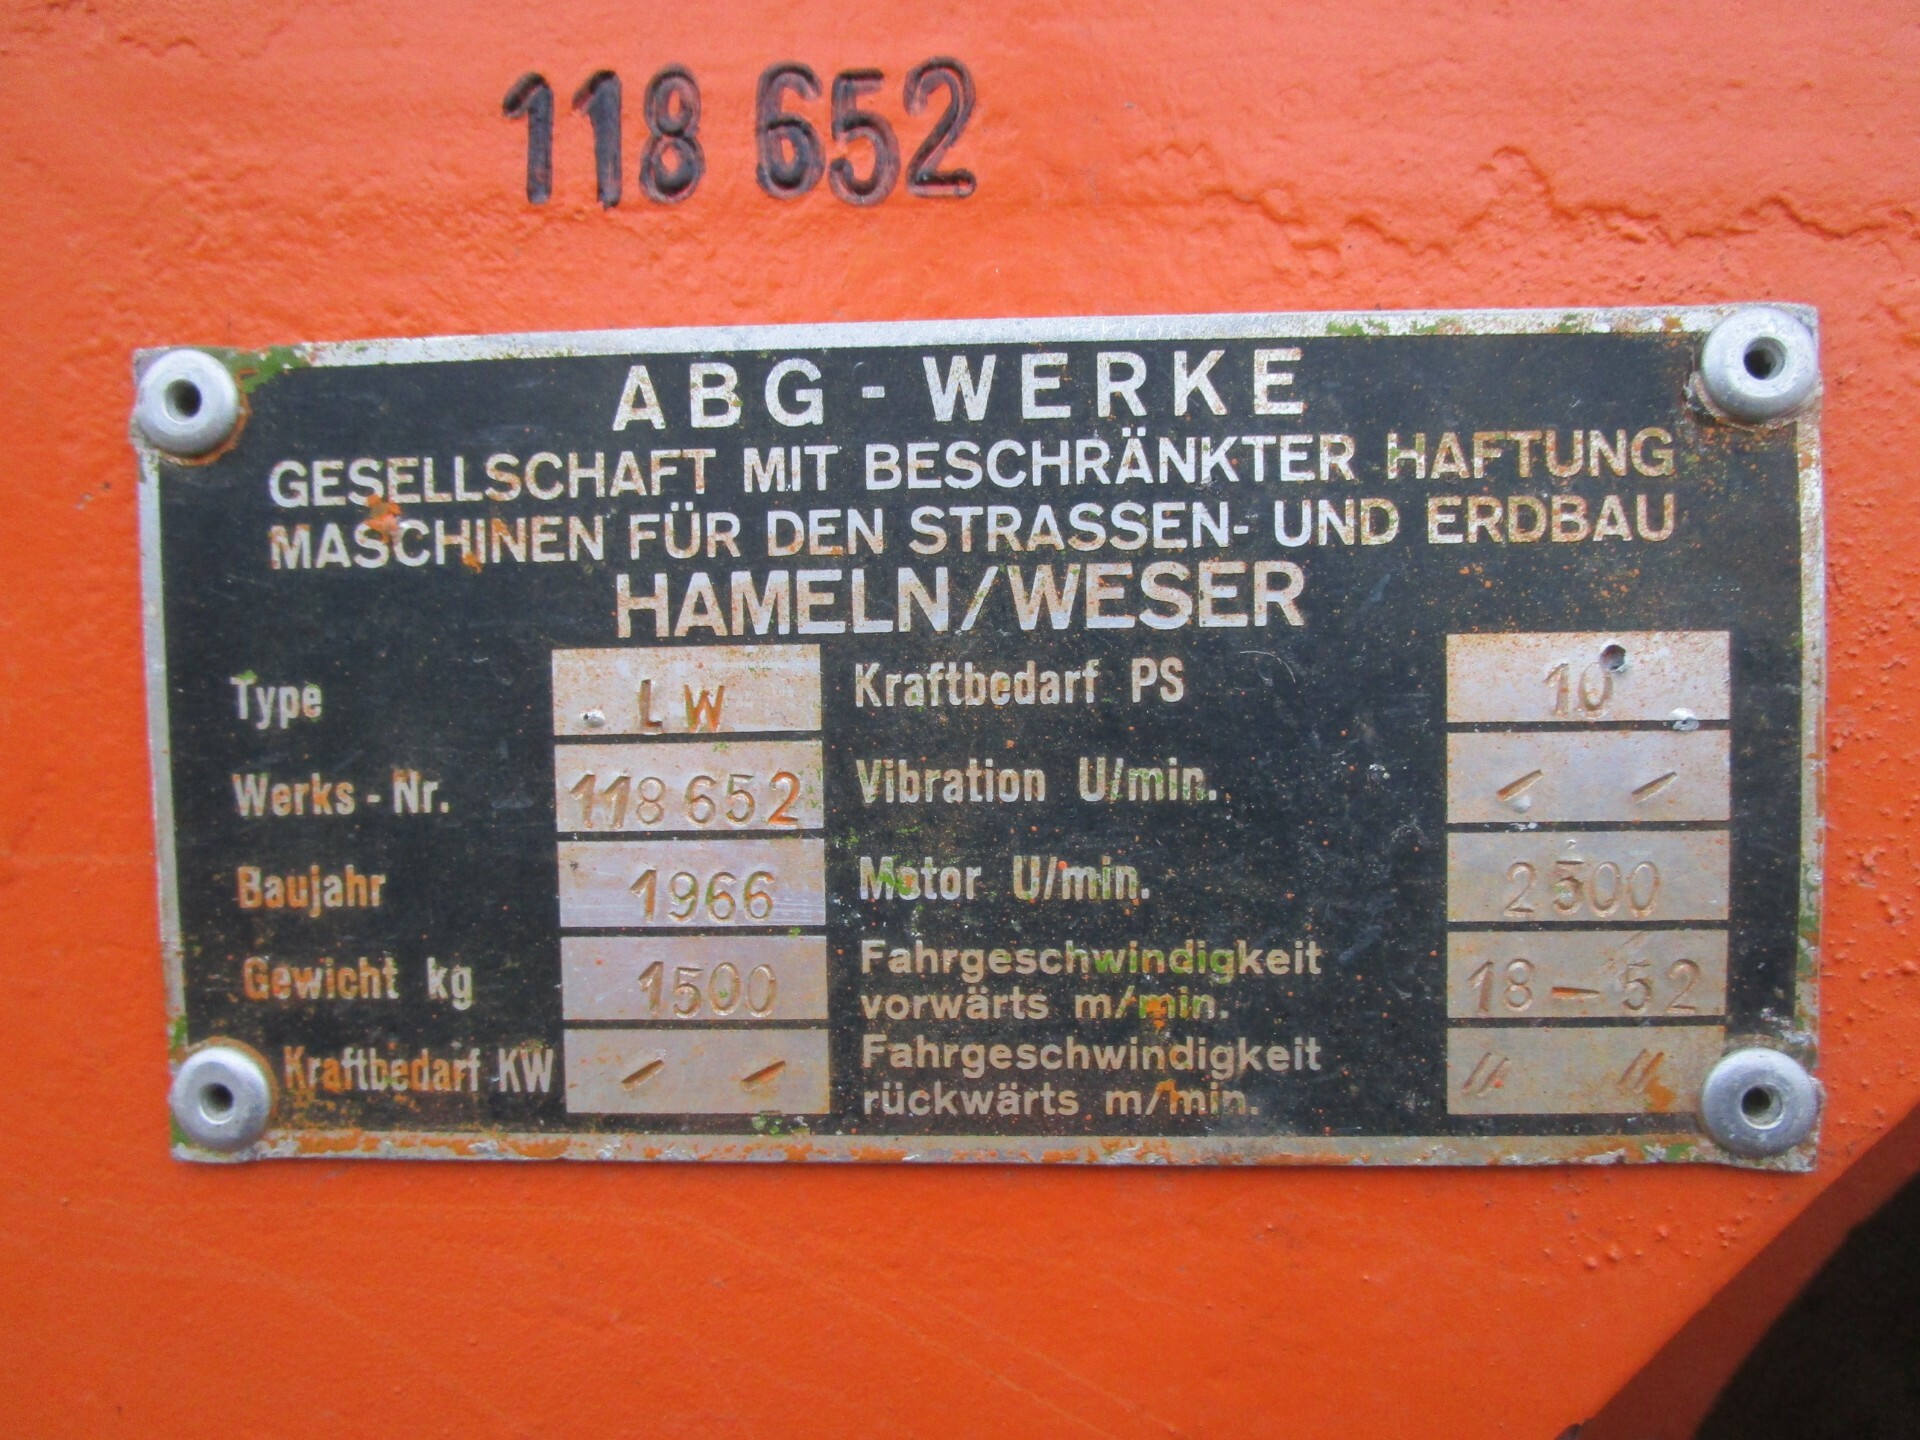 118 652
ABG - WERKE
GESELLSCHAFT MIT BESCHRÄNKTER HAFTUNG
MASCHINEN FÜR DEN STRASSEN- UND ERDBAU
HAMELN/WESER
Type LW
Kraftbedarf PS 10
Werks - Nr. 118 652
Vibration U/min. - -
Baujahr 1966
Motor U/min. 2500
Gewicht kg 1500
Fahrgeschwindigkeit
vorwärts m/min. 18 - 52
Kraftbedarf KW - -
Fahrgeschwindigkeit
rückwärts m/min. " "